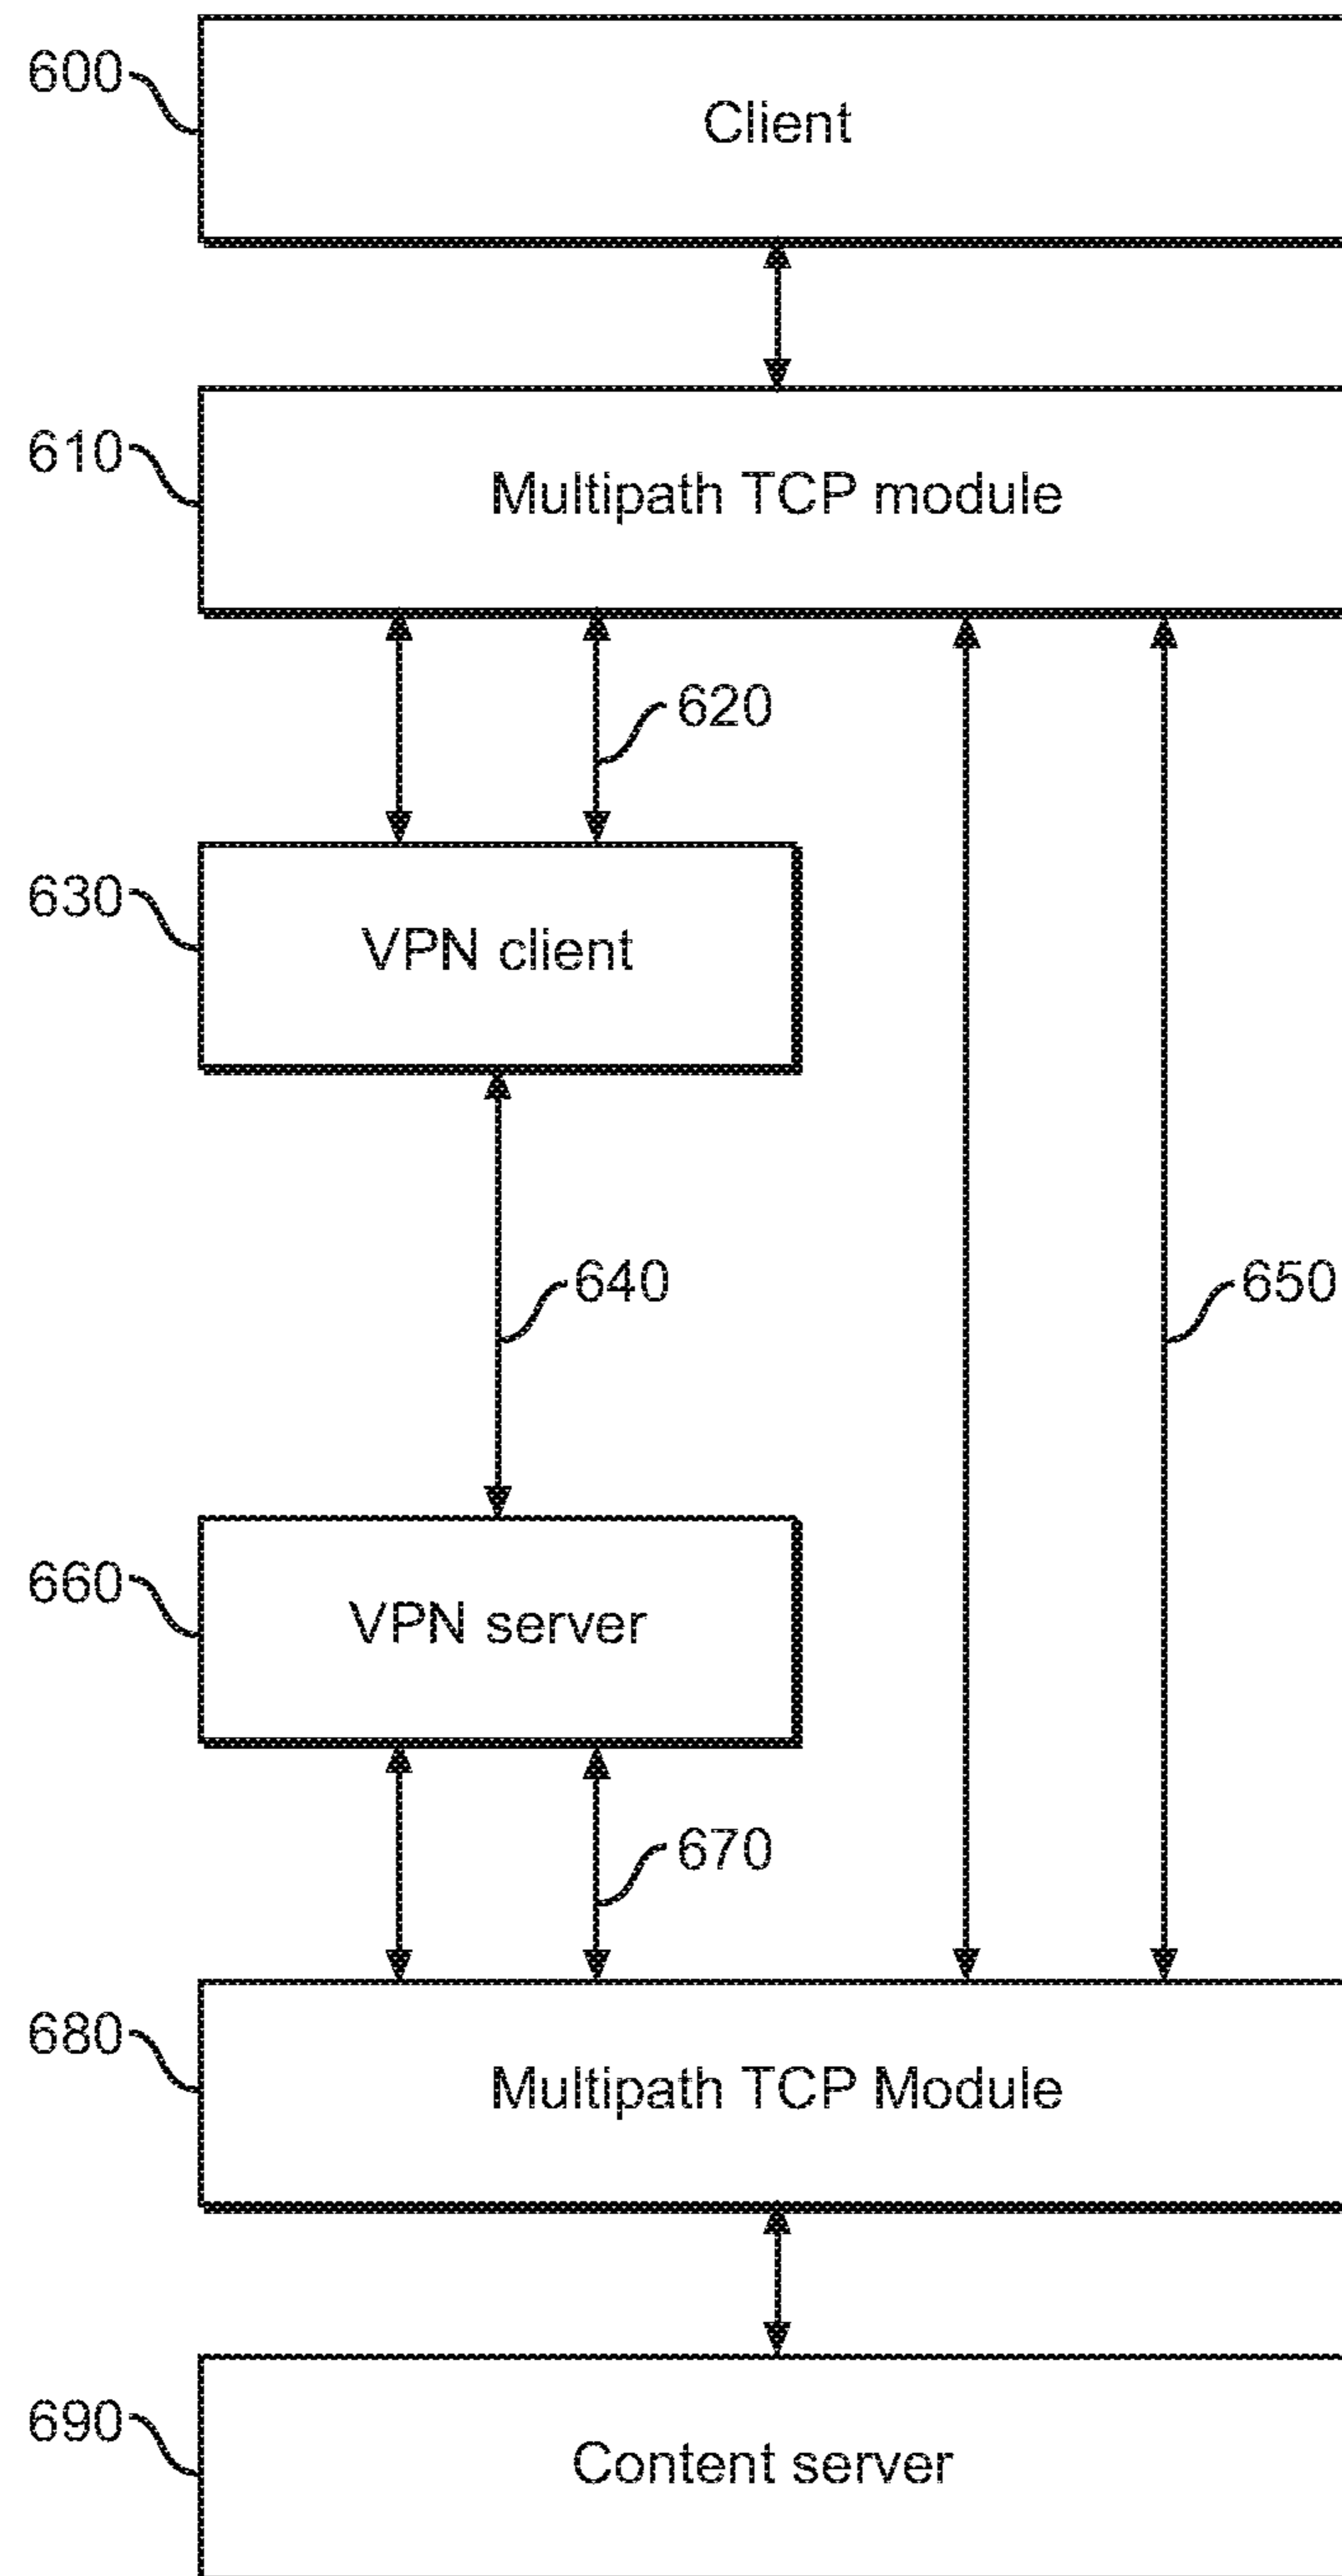 600
Client
610
Multipath TCP module
620
630
VPN client
640
650
660
VPN server
670
680
Multipath TCP Module
690
Content server